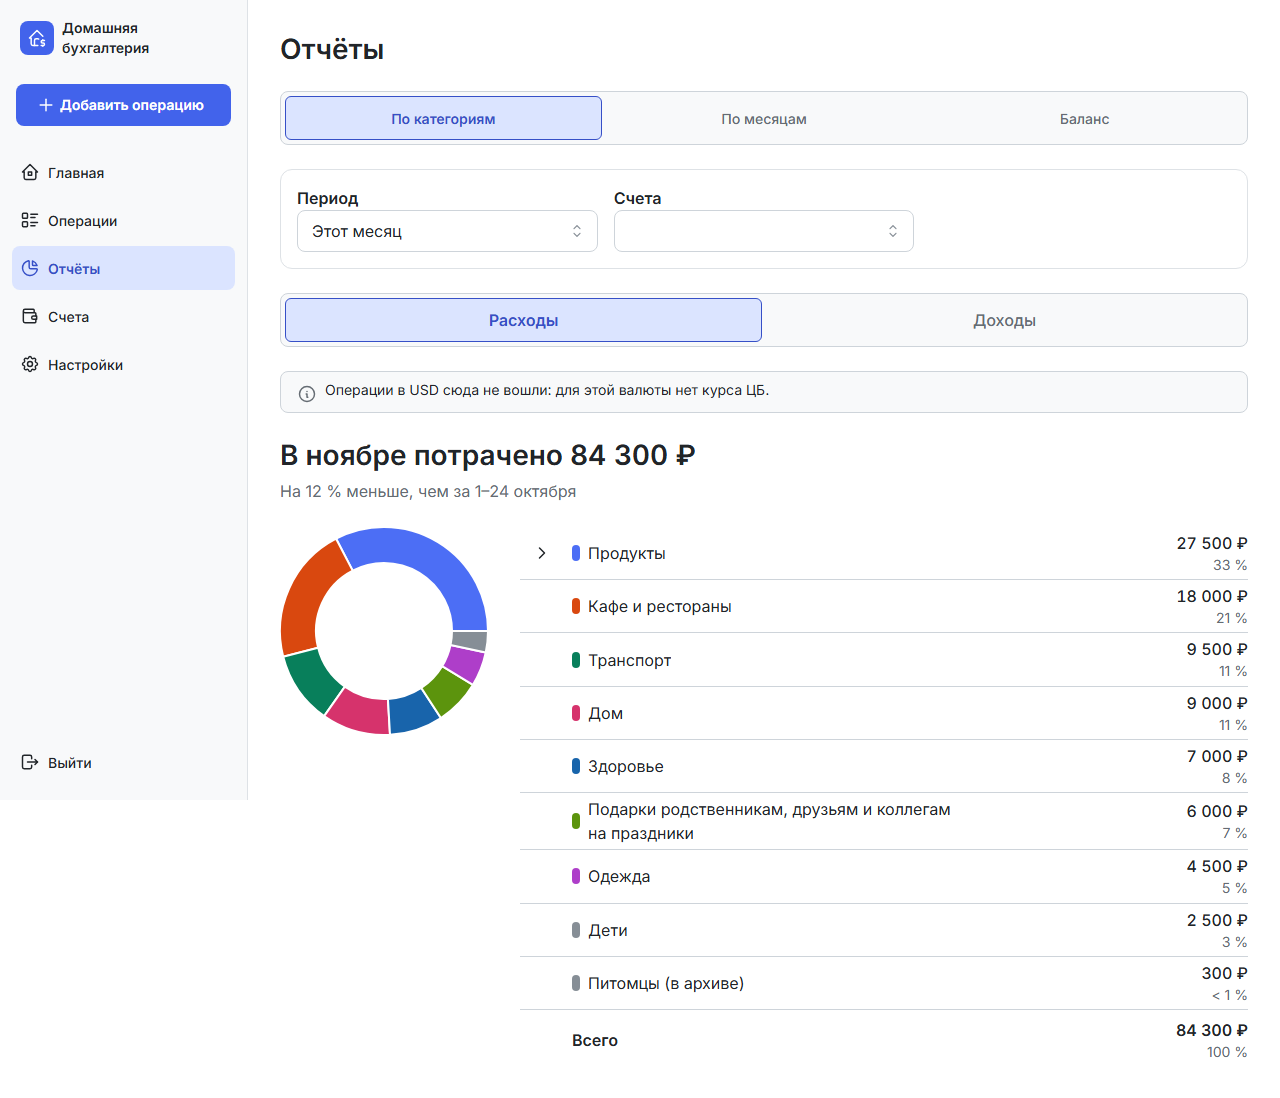 Домашняя
бухгалтерия
Добавить операцию
Главная
Операции
Отчёты
Счета
Настройки
Выйти
Отчёты
По категориям
По месяцам
Баланс
Период
Счета
Этот месяц
Расходы
Доходы
Операции в USD сюда не вошли: для этой валюты нет курса ЦБ.
В ноябре потрачено 84 300 ₽
На 12 % меньше, чем за 1–24 октября
Продукты
27 500 ₽
33 %
Кафе и рестораны
18 000 ₽
21 %
Транспорт
9 500 ₽
11 %
Дом
9 000 ₽
11 %
Здоровье
7 000 ₽
8 %
Подарки родственникам, друзьям и коллегам
на праздники
6 000 ₽
7 %
Одежда
4 500 ₽
5 %
Дети
2 500 ₽
3 %
Питомцы (в архиве)
300 ₽
< 1 %
Всего
84 300 ₽
100 %